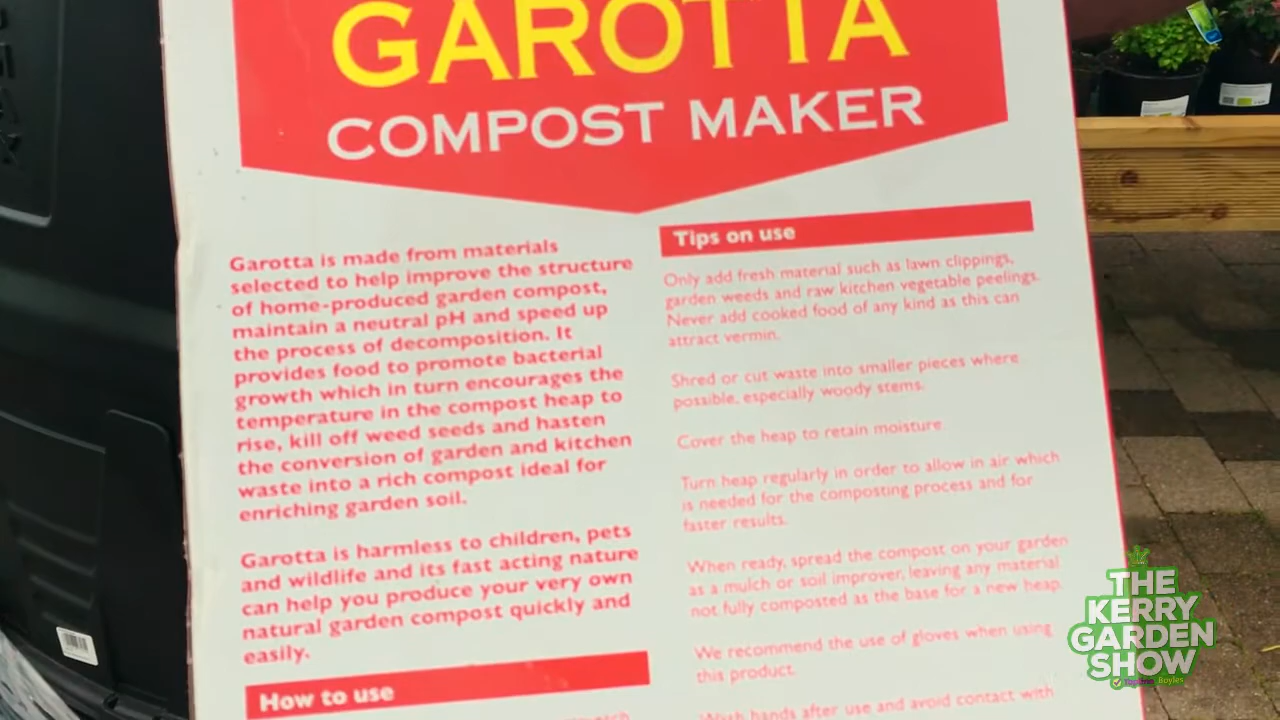 GAROTTA
COMPOST MAKER
Garotta is made from materials
selected to help improve the structure
of home-produced garden compost,
maintain a neutral pH and speed up
the process of decomposition. It
provides food to promote bacterial
growth which in turn encourages the
temperature in the compost heap to
rise, kill off weed seeds and hasten
the conversion of garden and kitchen
waste into a rich compost ideal for
enriching garden soil.
Garotta is harmless to children, pets
and wildlife and its fast acting nature
can help you produce your very own
natural garden compost quickly and
easily.
How to use
Tips on use
Only add fresh material such as lawn clippings,
garden weeds and raw kitchen vegetable peelings.
Never add cooked food of any kind as this can
attract vermin.
Shred or cut waste into smaller pieces where
possible, especially woody stems.
Cover the heap to retain moisture.
Turn heap regularly in order to allow in air which
is needed for the composting process and for
faster results.
When ready, spread the compost on your garden
as a mulch or soil improver, leaving any material
not fully composted as the base for a new heap.
We recommend the use of gloves when using
this product.
Wash hands after use and avoid contact with
THE
KERRY
GARDEN
SHOW
Boyles